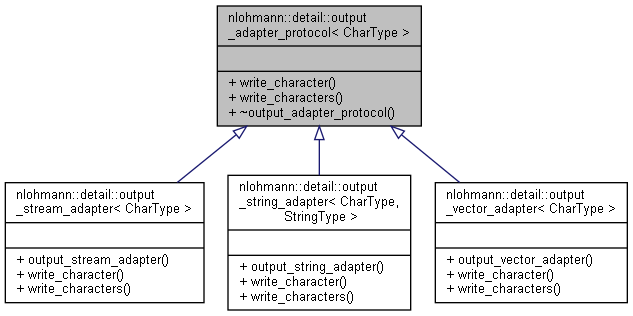 nlohmann::detail::output
_adapter_protocol< CharType >
+ write_character()
+ write_characters()
+ ~output_adapter_protocol()
nlohmann::detail::output
_stream_adapter< CharType >
+ output_stream_adapter()
+ write_character()
+ write_characters()
nlohmann::detail::output
_string_adapter< CharType,
StringType >
+ output_string_adapter()
+ write_character()
+ write_characters()
nlohmann::detail::output
_vector_adapter< CharType >
+ output_vector_adapter()
+ write_character()
+ write_characters()